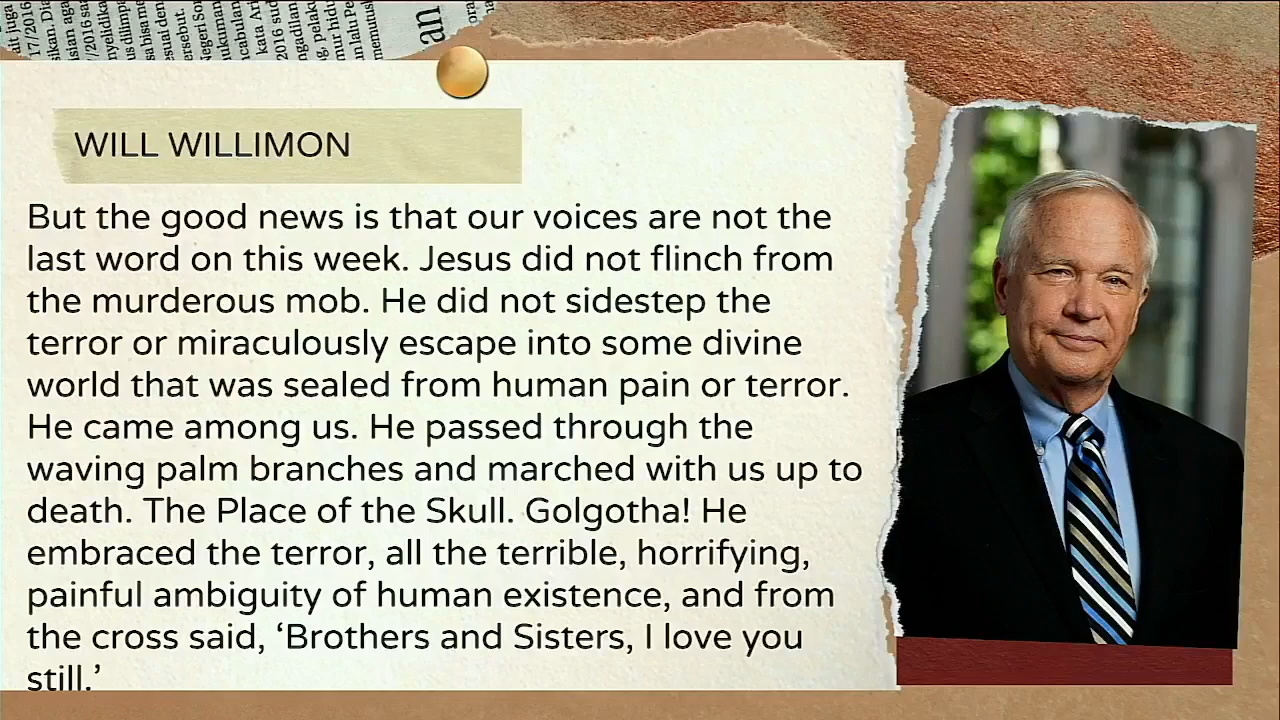 WILL WILLIMON
But the good news is that our voices are not the
last word on this week. Jesus did not flinch from
the murderous mob. He did not sidestep the
terror or miraculously escape into some divine
world that was sealed from human pain or terror.
He came among us. He passed through the
waving palm branches and marched with us up to
death. The Place of the Skull. Golgotha! He
embraced the terror, all the terrible, horrifying,
painful ambiguity of human existence, and from
the cross said, ‘Brothers and Sisters, I love you
still.’
an